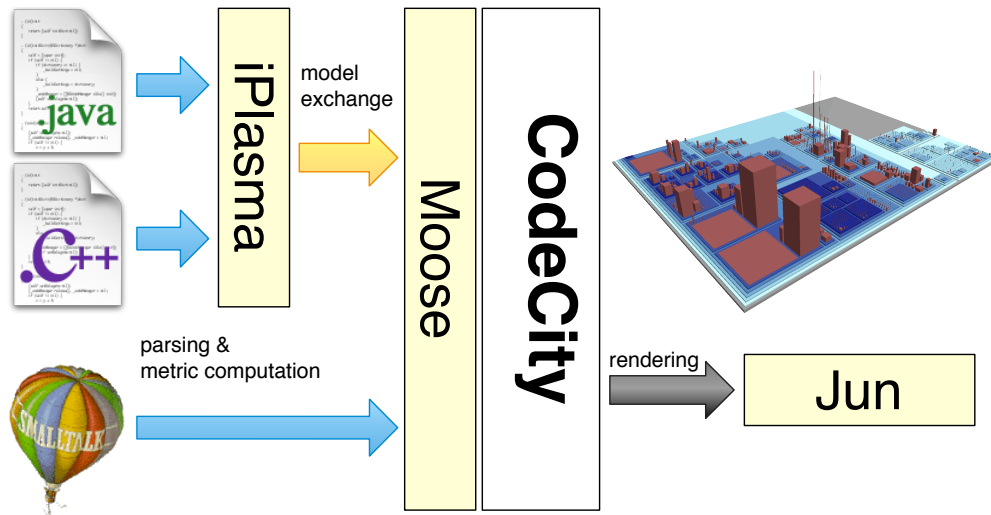 .java
iPlasma
model
exchange
.C++
Moose
CodeCity
parsing &
metric computation
SMALLTALK
rendering
Jun